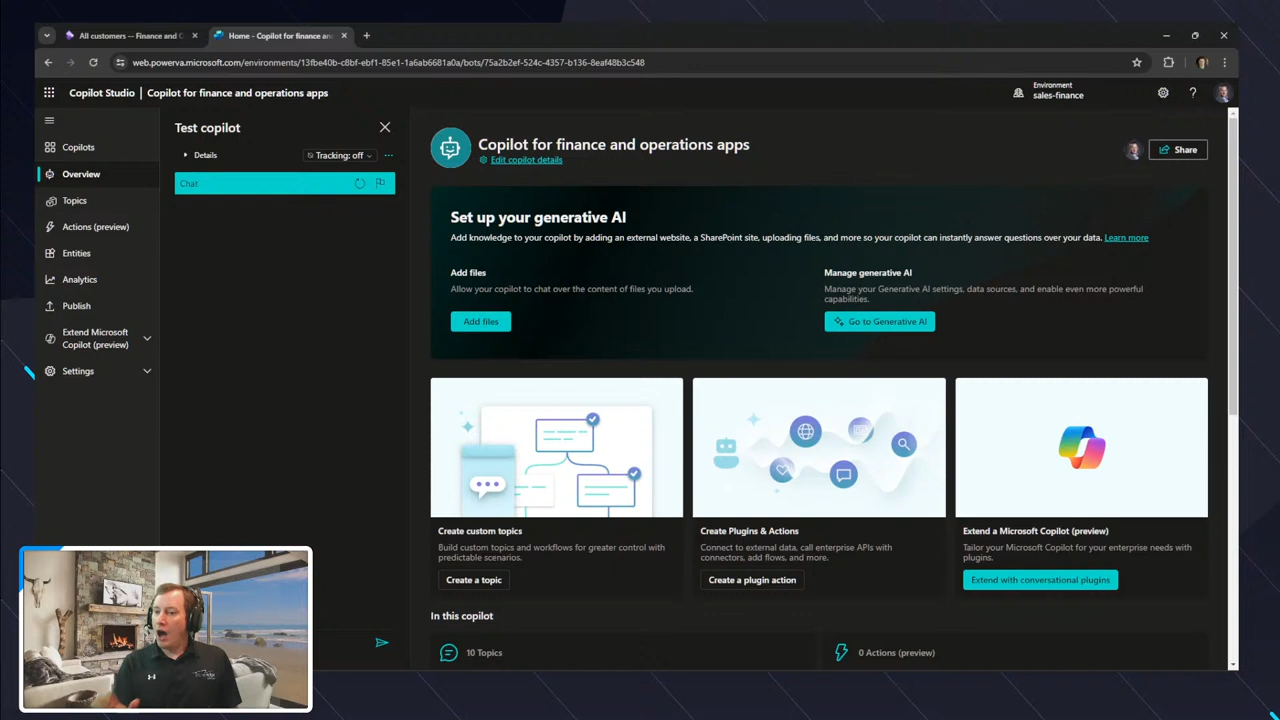 All customers -- Finance and C
Home - Copilot for finance and
web.powerva.microsoft.com/environments/13fbe40b-c8bf-ebf1-85e1-1a6ab6681a0a/bots/75a2b2ef-524c-4357-b136-8eaf48b3c548
Copilot Studio | Copilot for finance and operations apps
Environment
sales-finance
Copilots
Overview
Topics
Actions (preview)
Entities
Analytics
Publish
Extend Microsoft
Copilot (preview)
Settings
Test copilot
Details
Tracking: off
Chat
Copilot for finance and operations apps
Edit copilot details
Share
Set up your generative AI
Add knowledge to your copilot by adding an external website, a SharePoint site, uploading files, and more so your copilot can instantly answer questions over your data. Learn more
Add files
Allow your copilot to chat over the content of files you upload.
Add files
Manage generative AI
Manage your Generative AI settings, data sources, and enable even more powerful
capabilities.
Go to Generative AI
Create custom topics
Build custom topics and workflows for greater control with
predictable scenarios.
Create a topic
Create Plugins & Actions
Connect to external data, call enterprise APIs with
connectors, add flows, and more.
Create a plugin action
Extend a Microsoft Copilot (preview)
Tailor your Microsoft Copilot for your enterprise needs with
plugins.
Extend with conversational plugins
In this copilot
10 Topics
0 Actions (preview)